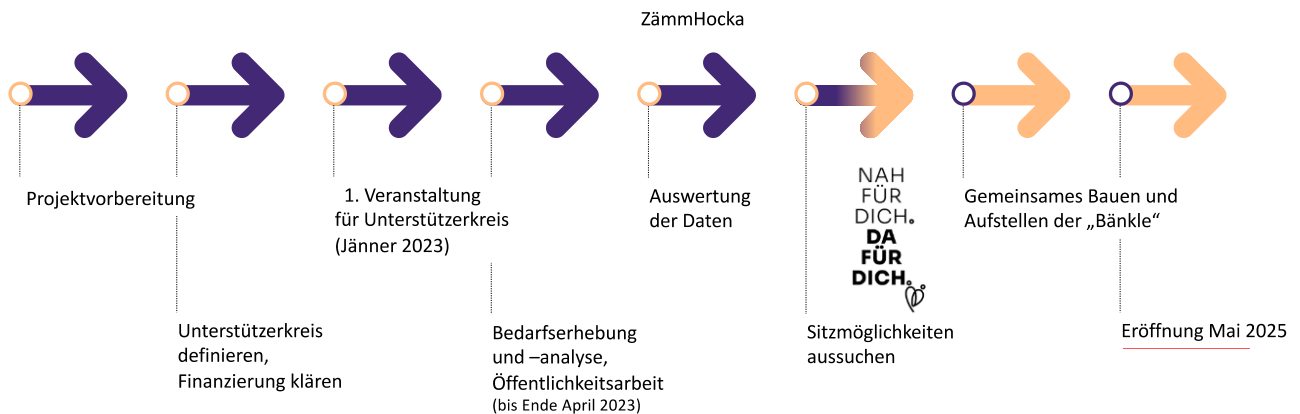 ZämmHocka
Projektvorbereitung
Unterstützerkreis
definieren,
Finanzierung klären
1. Veranstaltung
für Unterstützerkreis
(Jänner 2023)
Bedarfserhebung
und –analyse,
Öffentlichkeitsarbeit
(bis Ende April 2023)
Auswertung
der Daten
NAH
FÜR
DICH.
DA
FÜR
DICH.
Sitzmöglichkeiten
aussuchen
Gemeinsames Bauen und
Aufstellen der „Bänkle“
Eröffnung Mai 2025